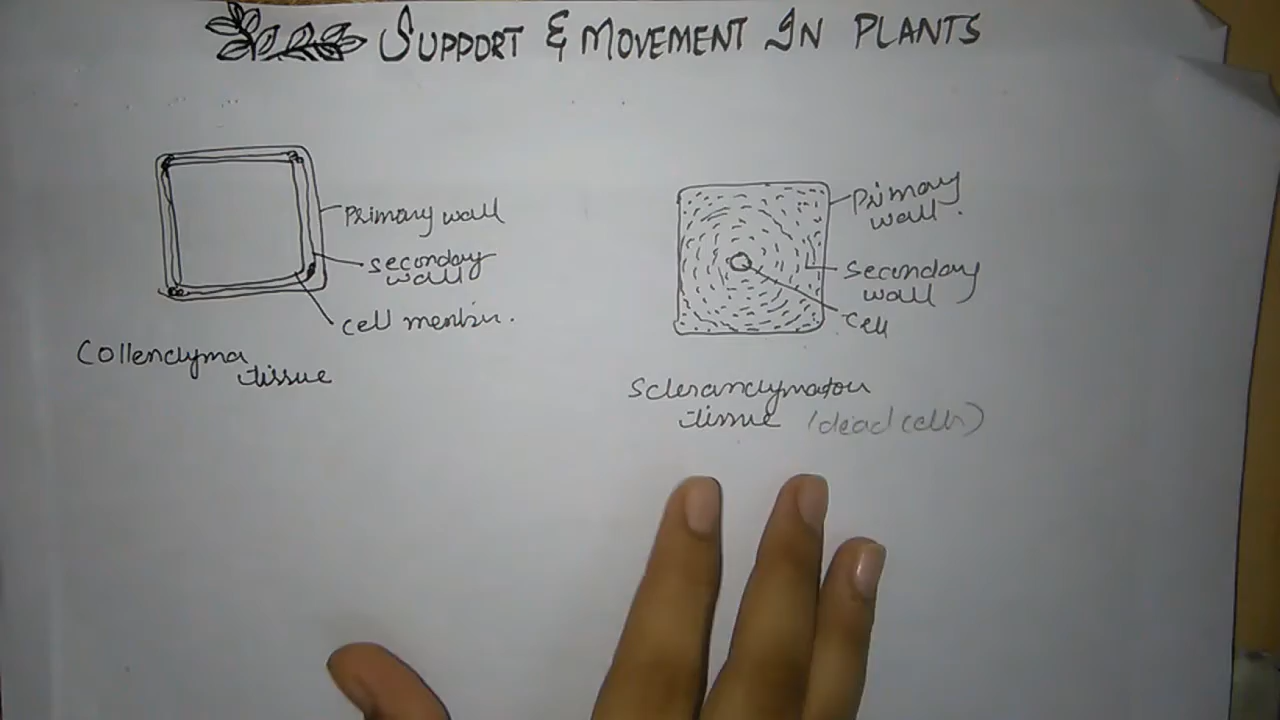 SUPPORT & MOVEMENT IN PLANTS
Primary wall
secondary
wall
cell membr.
Collenchyma
tissue
Primary
wall.
Secondary
wall
cell
tissue (dead cells)